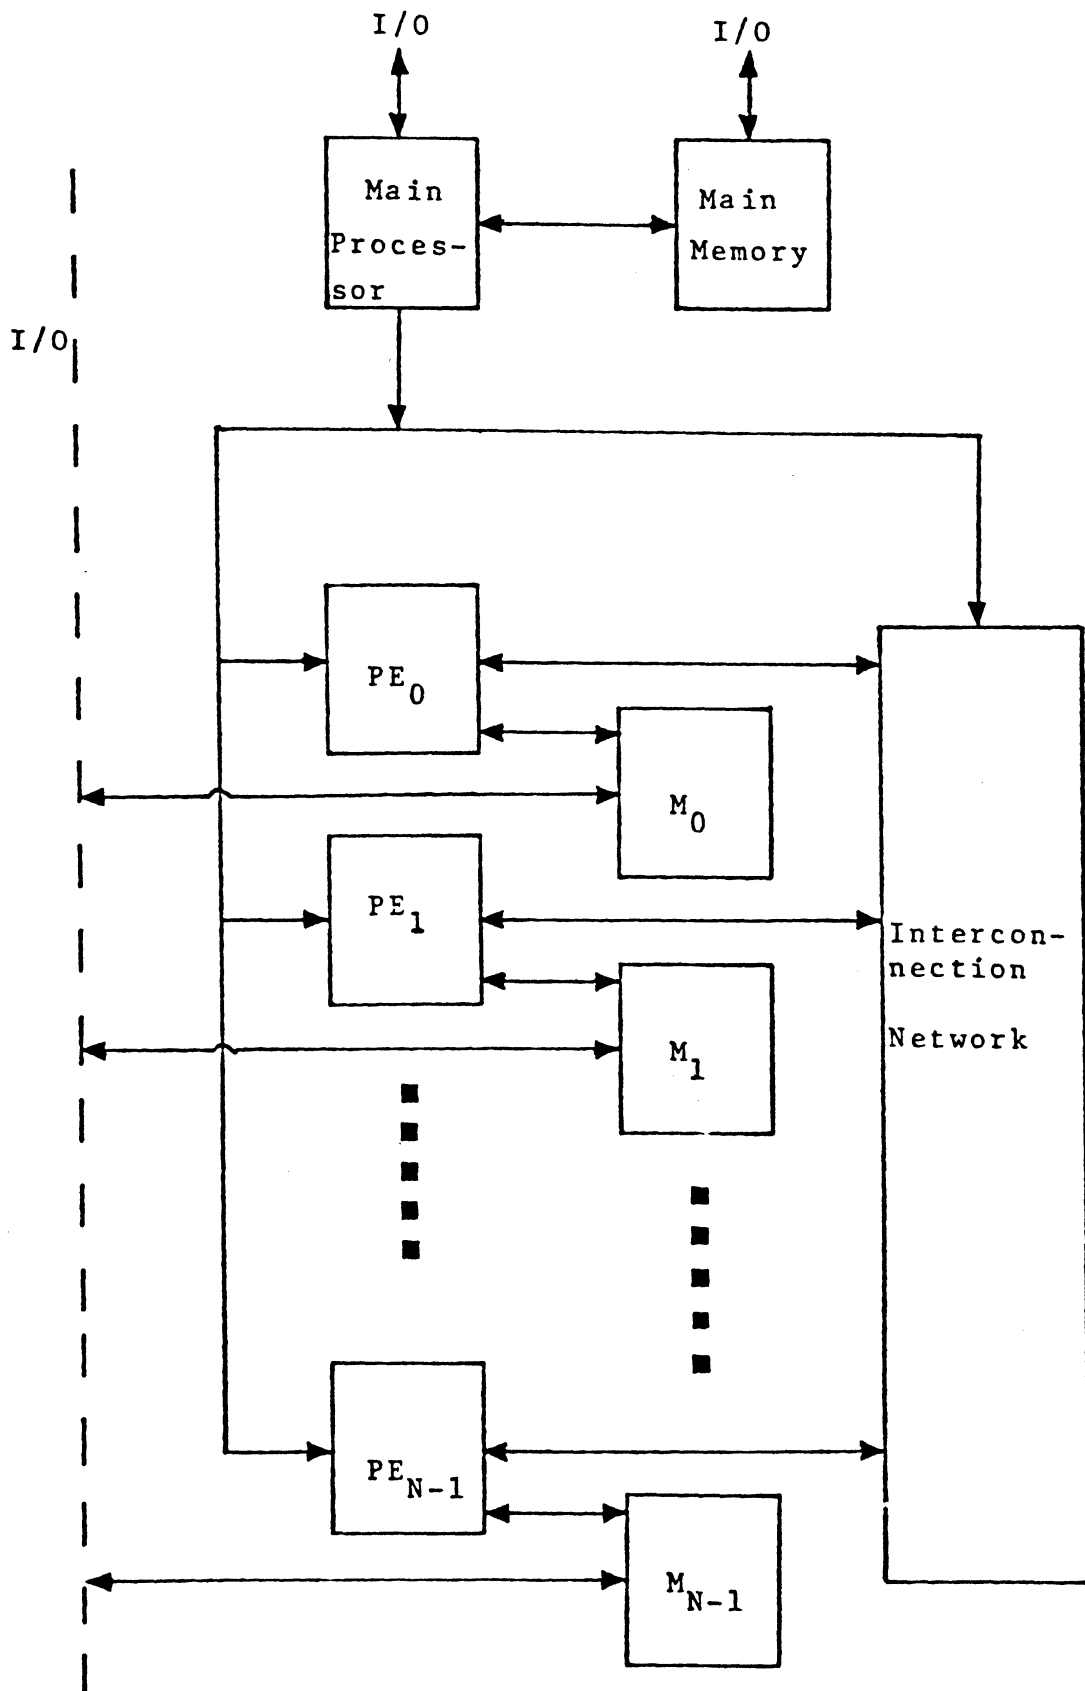 I/O
I/O
Main
Proces-
sor
Main
Memory
I/O
PE0
M0
PE1
M1
Intercon-
nection
Network
PEN-1
MN-1